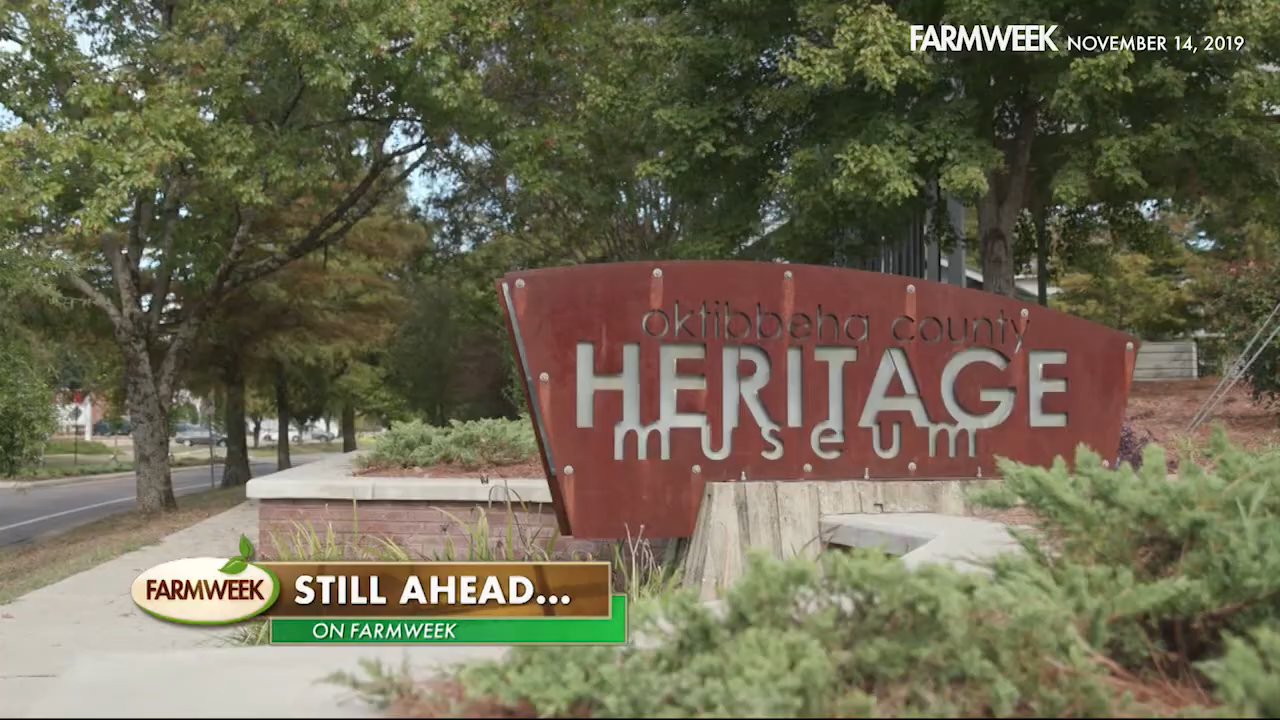 FARMWEEK NOVEMBER 14, 2019
oktibbeha county
HERITAGE
museum
FARMWEEK
STILL AHEAD...
ON FARMWEEK